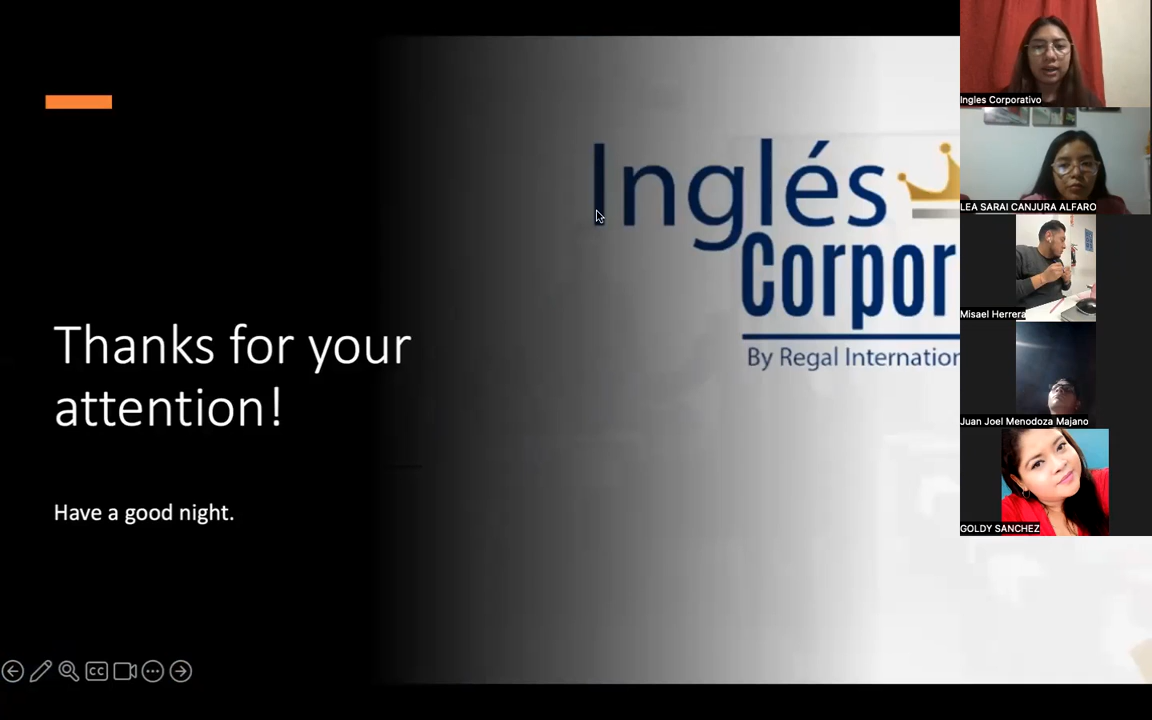 Inglés
Corpor
By Regal Internation
Thanks for your
attention!
Have a good night.
CC
Ingles Corporativo
LEA SARAI CANJURA ALFARO
Misael Herrera
Juan Joel Menodoza Majano
GOLDY SANCHEZ